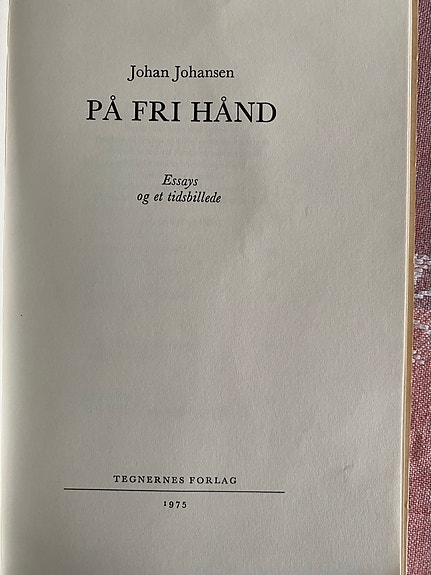 Johan Johansen
PÅ FRI HÅND
Essays
og et tidsbillede
TEGNERNES FORLAG
1975